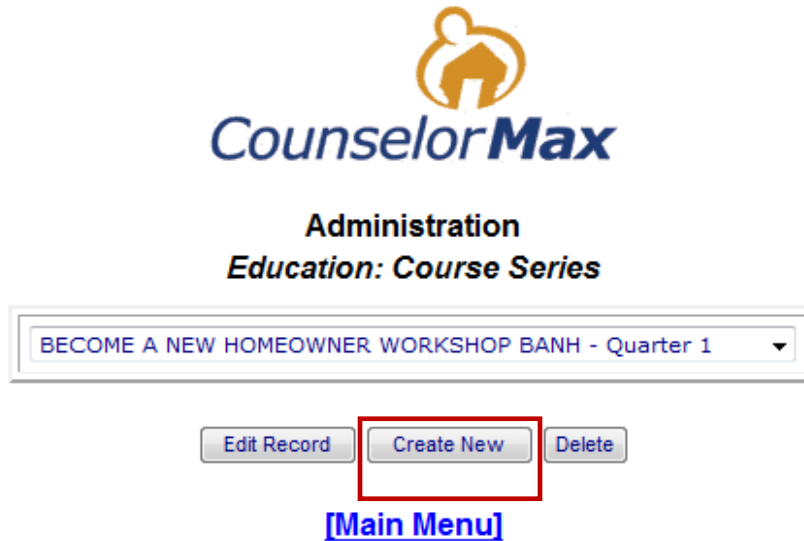 CounselorMax
Administration
Education: Course Series
BECOME A NEW HOMEOWNER WORKSHOP BANH - Quarter 1
Edit Record Create New Delete
[Main Menu]